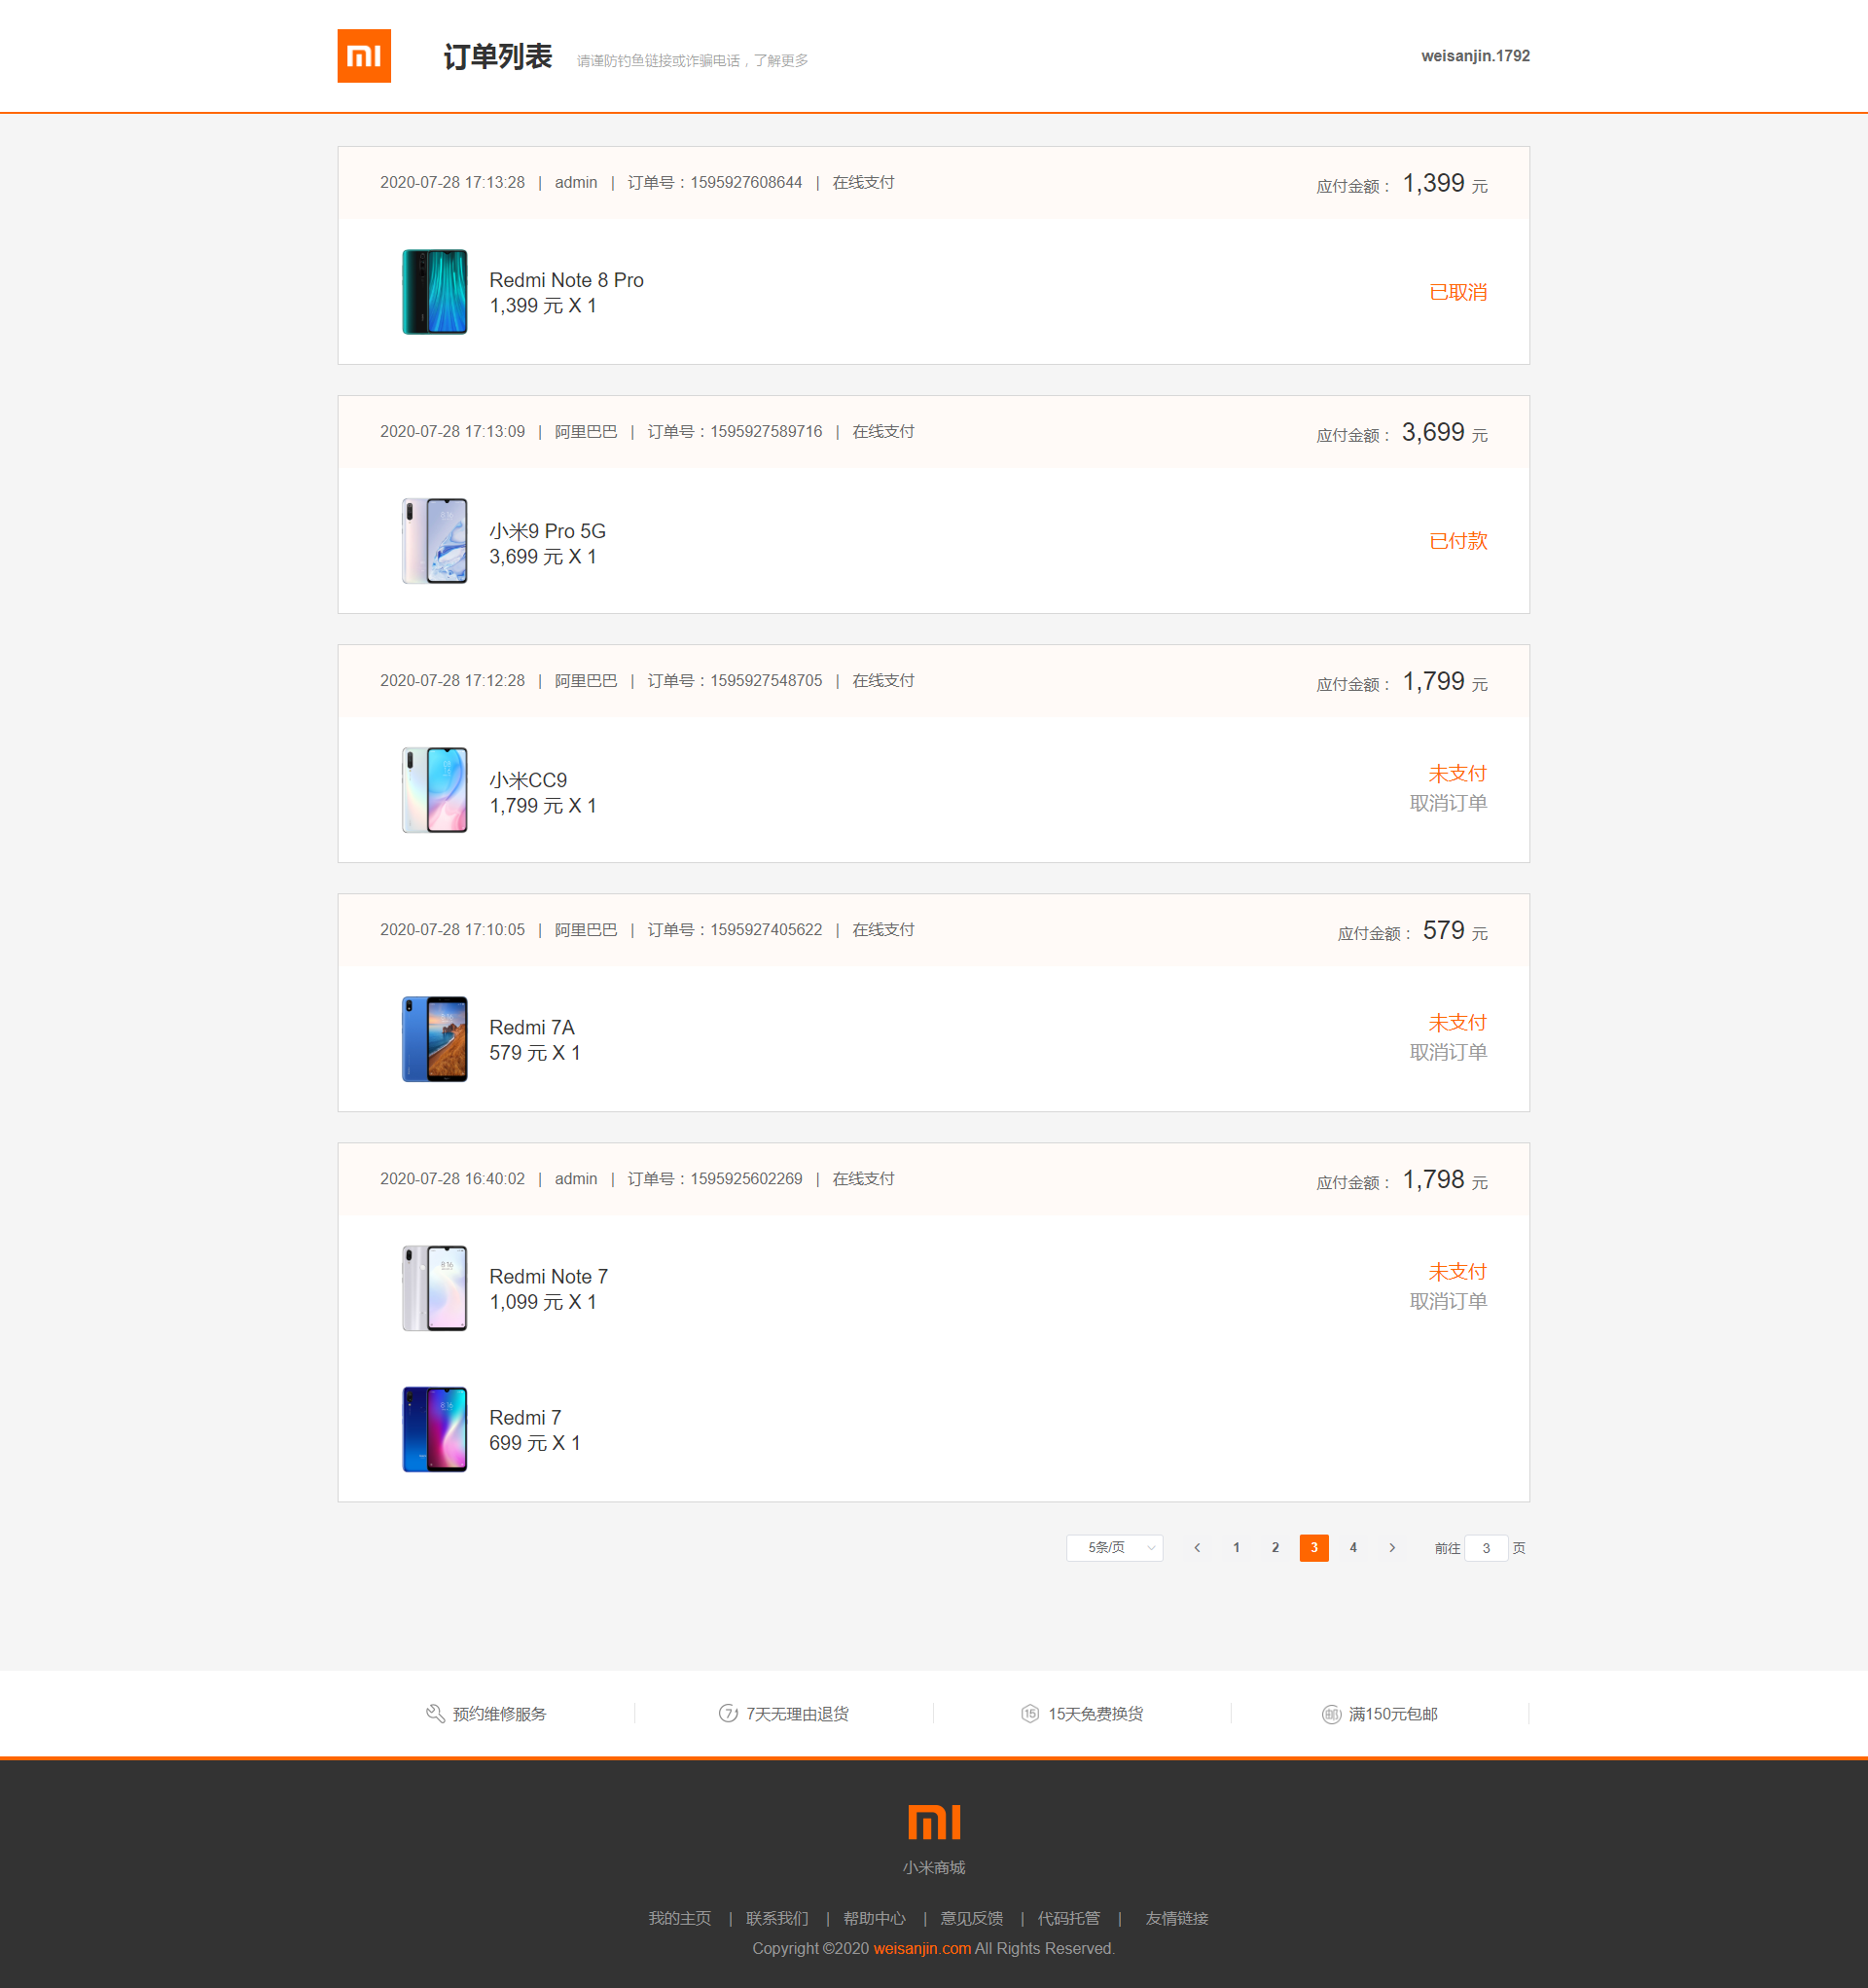 订单列表 请谨防钓鱼链接或诈骗电话，了解更多 weisanjin.1792
2020-07-28 17:13:28 | admin | 订单号：1595927608644 | 在线支付 应付金额： 1,399 元
Redmi Note 8 Pro
1,399 元 X 1
已取消
2020-07-28 17:13:09 | 阿里巴巴 | 订单号：1595927589716 | 在线支付 应付金额： 3,699 元
小米9 Pro 5G
3,699 元 X 1
已付款
2020-07-28 17:12:28 | 阿里巴巴 | 订单号：1595927548705 | 在线支付 应付金额： 1,799 元
小米CC9
1,799 元 X 1
未支付
取消订单
2020-07-28 17:10:05 | 阿里巴巴 | 订单号：1595927405622 | 在线支付 应付金额： 579 元
Redmi 7A
579 元 X 1
未支付
取消订单
2020-07-28 16:40:02 | admin | 订单号：1595925602269 | 在线支付 应付金额： 1,798 元
Redmi Note 7
1,099 元 X 1
未支付
取消订单
Redmi 7
699 元 X 1
5条/页 1 2 3 4 前往 3 页
预约维修服务 7天无理由退货 15天免费换货 满150元包邮
小米商城
我的主页 | 联系我们 | 帮助中心 | 意见反馈 | 代码托管 | 友情链接
Copyright ©2020 weisanjin.com All Rights Reserved.